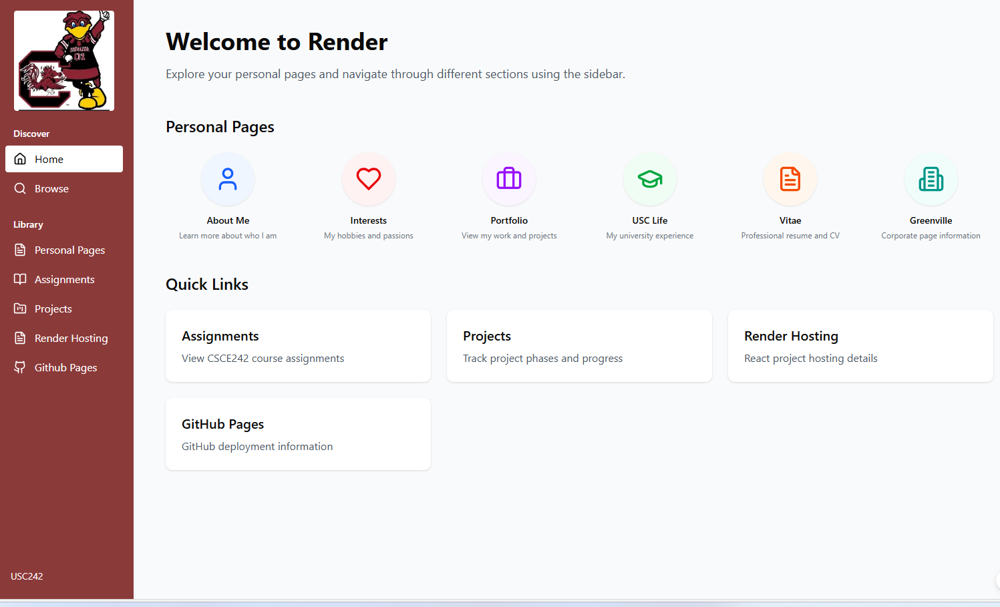 CAROLINA
01
Discover
Home
Browse
Library
Personal Pages
Assignments
Projects
Render Hosting
Github Pages
USC242
Welcome to Render
Explore your personal pages and navigate through different sections using the sidebar.
Personal Pages
About Me
Learn more about who I am
Interests
My hobbies and passions
Portfolio
View my work and projects
USC Life
My university experience
Vitae
Professional resume and CV
Greenville
Corporate page information
Quick Links
Assignments
View CSCE242 course assignments
Projects
Track project phases and progress
Render Hosting
React project hosting details
GitHub Pages
GitHub deployment information